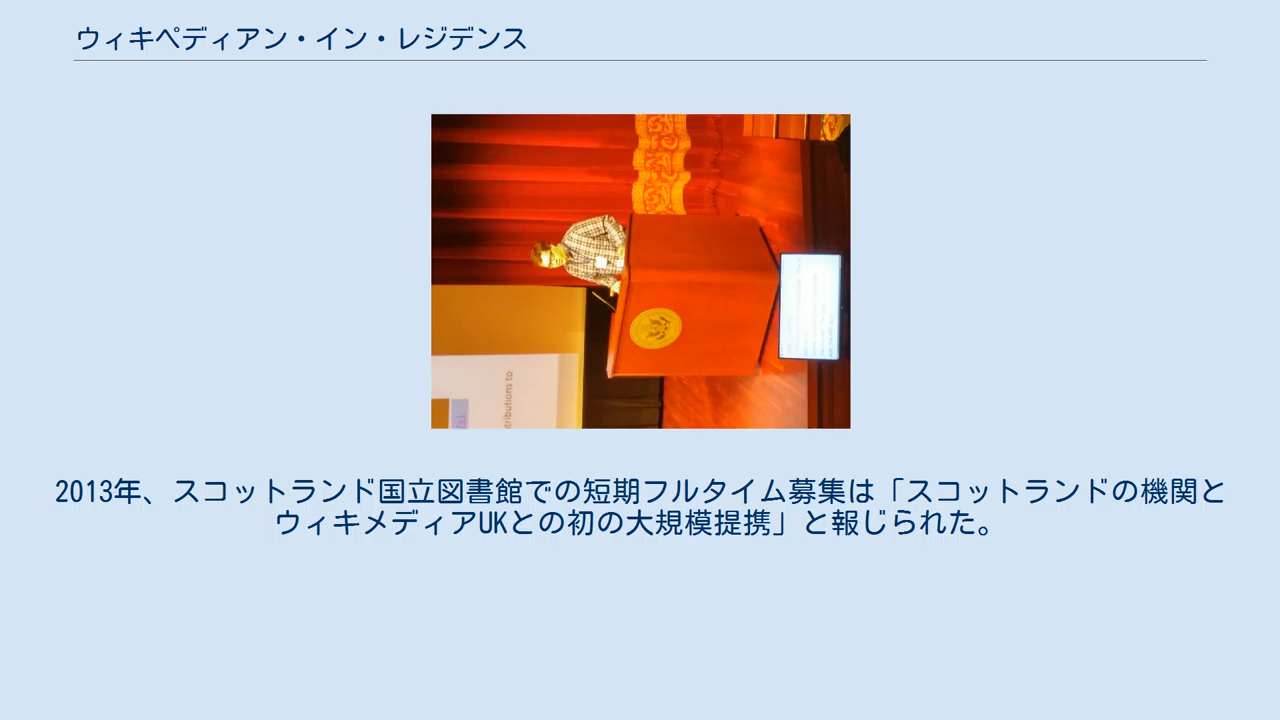 ウィキペディアン・イン・レジデンス
tributions to
2013年、スコットランド国立図書館での短期フルタイム募集は「スコットランドの機関と
ウィキメディアUKとの初の大規模提携」と報じられた。